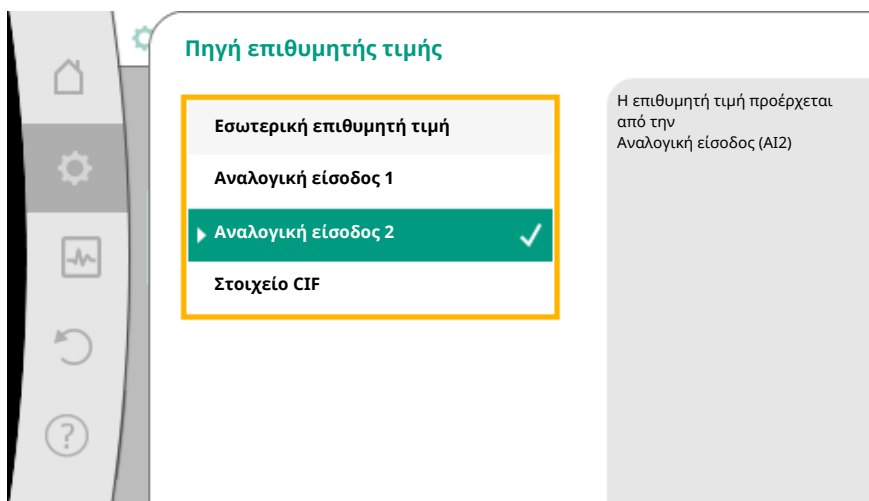 Πηγή επιθυμητής τιμής
Εσωτερική επιθυμητή τιμή
Αναλογική είσοδος 1
Αναλογική είσοδος 2
Στοιχείο CIF
Η επιθυμητή τιμή προέρχεται
από την
Αναλογική είσοδος (AI2)